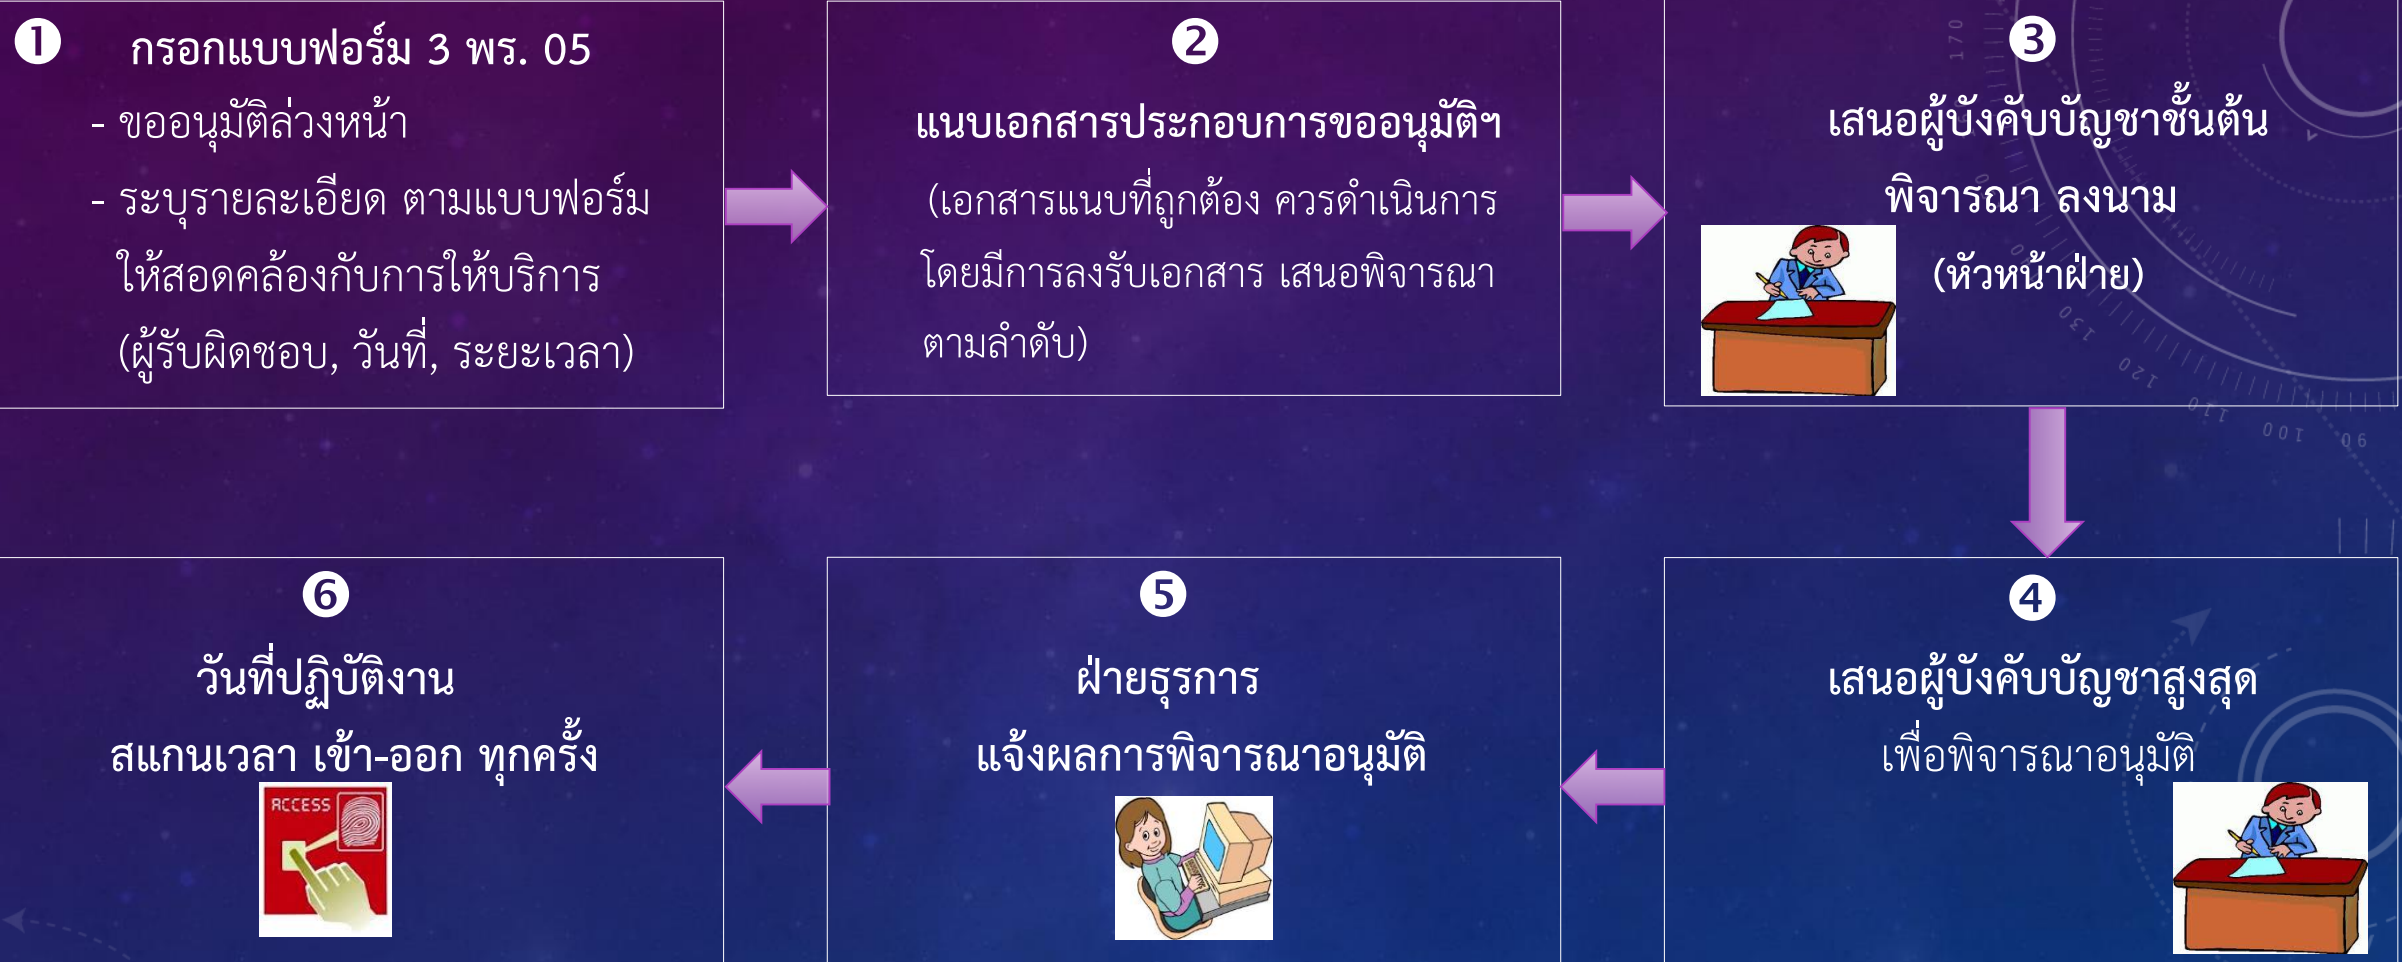 ❶ กรอกแบบฟอร์ม 3 พร. 05
- ขออนุมัติล่วงหน้า
- ระบุรายละเอียด ตามแบบฟอร์ม
ให้สอดคล้องกับการให้บริการ
(ผู้รับผิดชอบ, วันที่, ระยะเวลา)
❷
แนบเอกสารประกอบการขออนุมัติฯ
(เอกสารแนบที่ถูกต้อง ควรดำเนินการ
โดยมีการลงรับเอกสาร เสนอพิจารณา
ตามลำดับ)
❸
เสนอผู้บังคับบัญชาชั้นต้น
พิจารณา ลงนาม
(หัวหน้าฝ่าย)
170
130
120
110
100
90
❹
เสนอผู้บังคับบัญชาสูงสุด
เพื่อพิจารณาอนุมัติ
❺
ฝ่ายธุรการ
แจ้งผลการพิจารณาอนุมัติ
❻
วันที่ปฏิบัติงาน
สแกนเวลา เข้า-ออก ทุกครั้ง
ACCESS